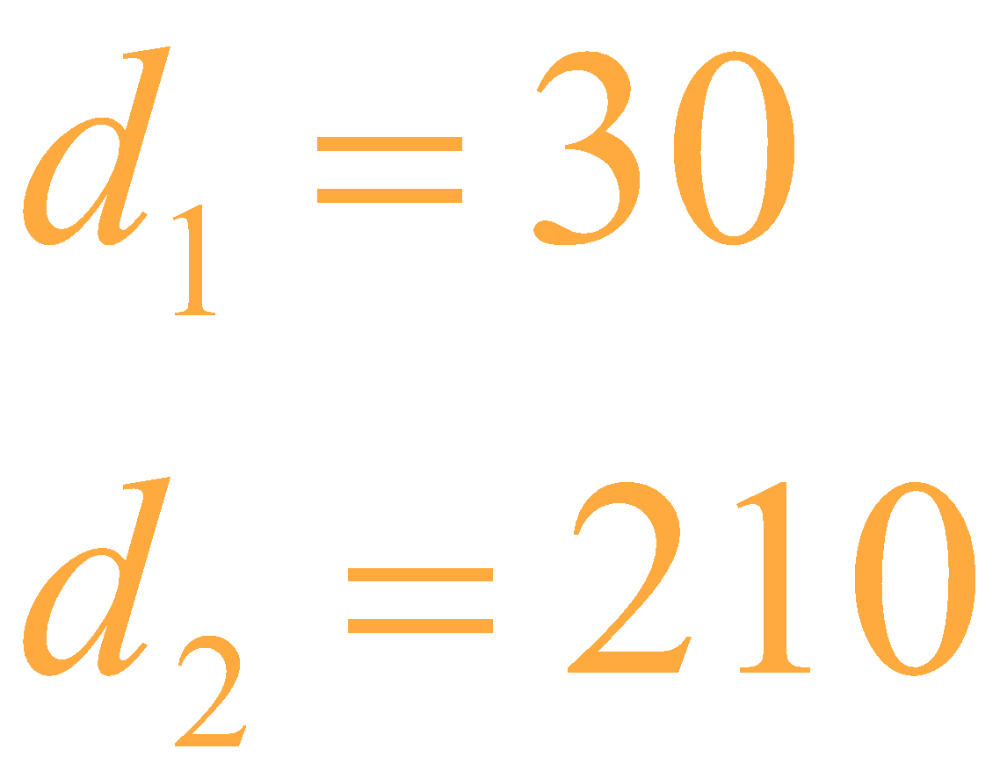 d₁ = 30
d₂ = 210